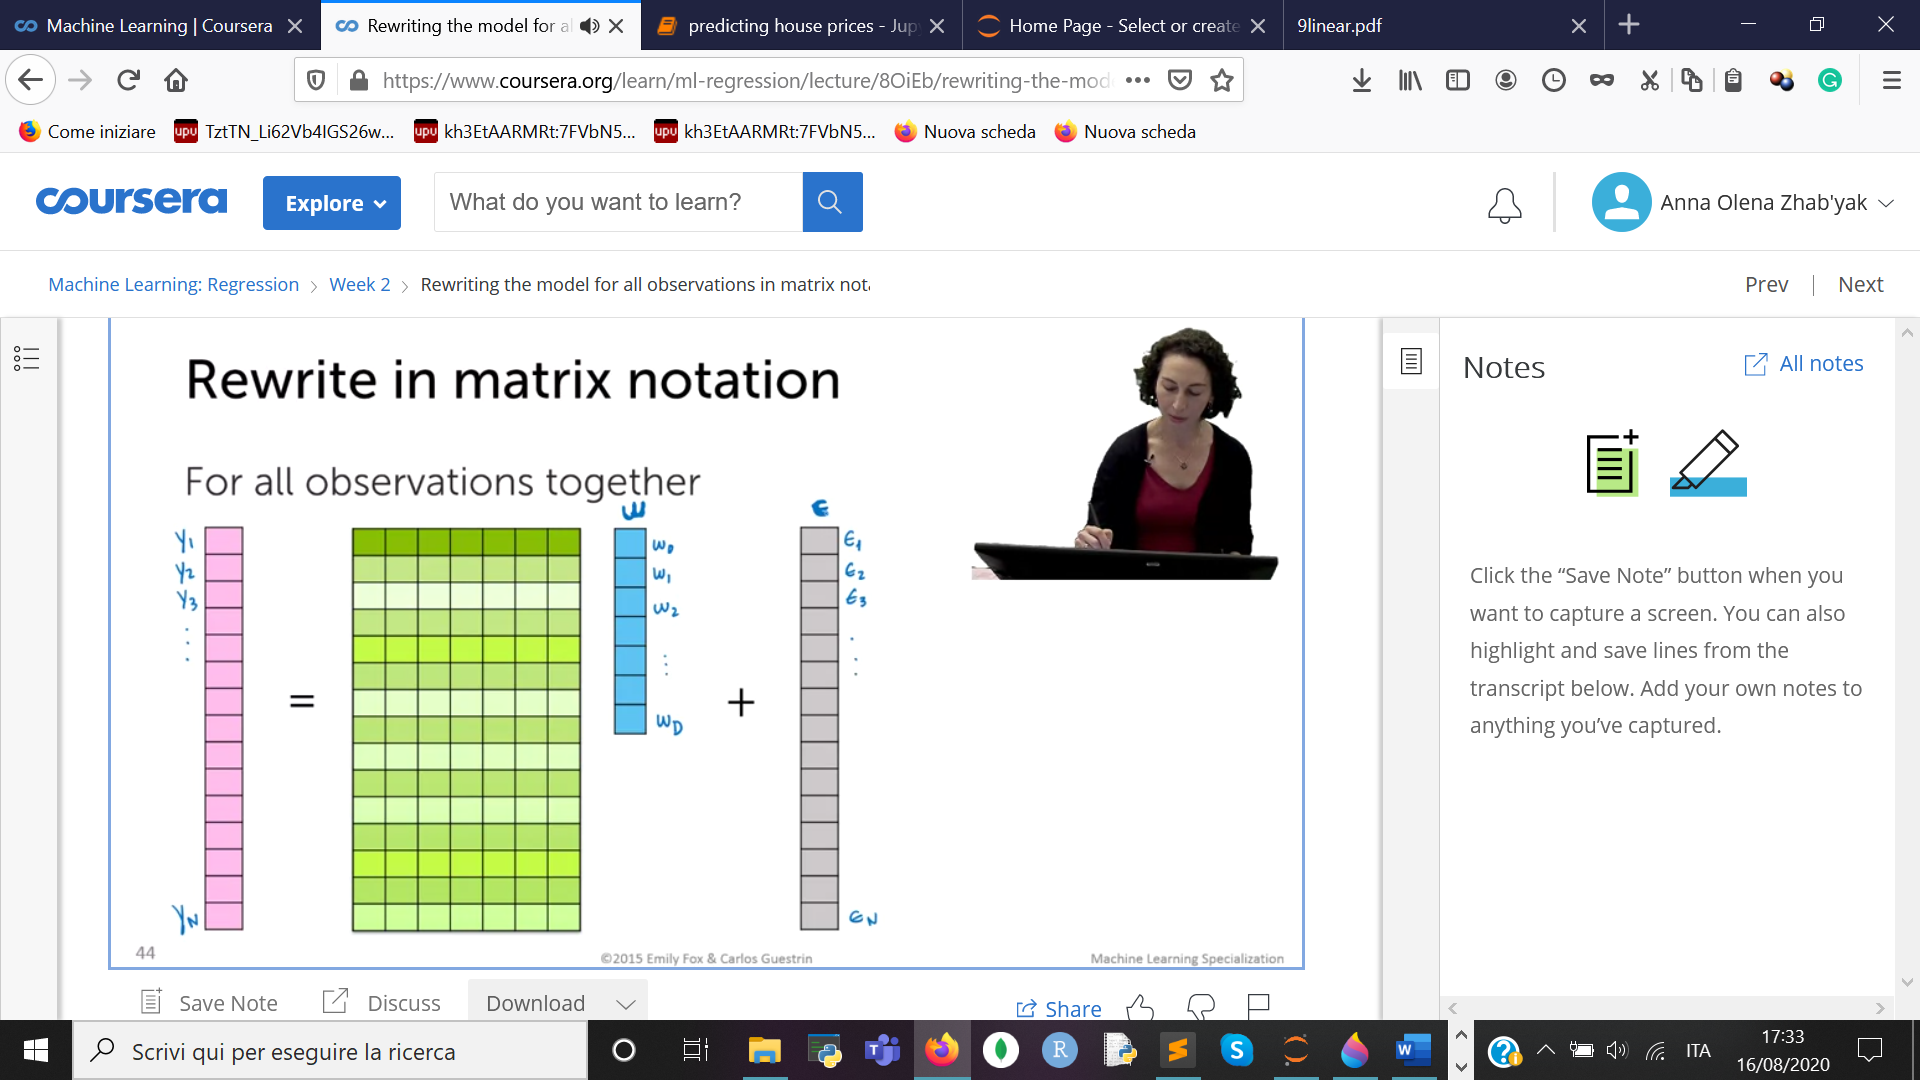 Machine Learning | Coursera
Rewriting the model for al
predicting house prices - Jup
Home Page - Select or create
9linear.pdf
https://www.coursera.org/learn/ml-regression/lecture/8OiEb/rewriting-the-mod
Come iniziare
upv TztTN_Li62Vb4IGS26w...
upv kh3EtAARMRt:7FVbN5...
upv kh3EtAARMRt:7FVbN5...
Nuova scheda
Nuova scheda
coursera
Explore
What do you want to learn?
Anna Olena Zhab'yak
Machine Learning: Regression > Week 2 > Rewriting the model for all observations in matrix nota
Prev | Next
Rewrite in matrix notation
For all observations together
w
ϵ
y1
y2
y3
⋮
yN
=
w0
w1
w2
⋮
wD
+
ϵ1
ϵ2
ϵ3
⋮
ϵN
44
©2015 Emily Fox & Carlos Guestrin
Machine Learning Specialization
Save Note
Discuss
Download
Share
Notes
All notes
Click the “Save Note” button when you
want to capture a screen. You can also
highlight and save lines from the
transcript below. Add your own notes to
anything you’ve captured.
Scrivi qui per eseguire la ricerca
ITA
17:33
16/08/2020